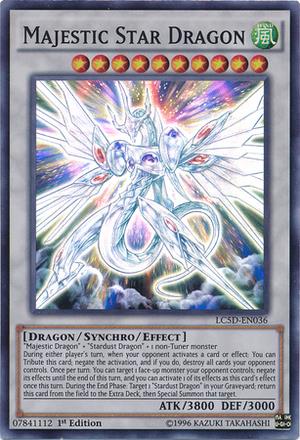 MAJESTIC STAR DRAGON
風
LC5D-EN036
[DRAGON/SYNCHRO/EFFECT]
"Majestic Dragon" + "Stardust Dragon" + 1 non-Tuner monster
During either player's turn, when your opponent activates a card or effect: You can
Tribute this card; negate the activation, and if you do, destroy all cards your opponent
controls. Once per turn: You can target 1 face-up monster your opponent controls; negate
its effects until the end of this turn, and you can activate 1 of its effects as this card's effect
once this turn. During the End Phase: Target 1 "Stardust Dragon" in your Graveyard; return
this card from the field to the Extra Deck, then Special Summon that target.
ATK/3800 DEF/3000
07841112 1st Edition ©1996 KAZUKI TAKAHASHI